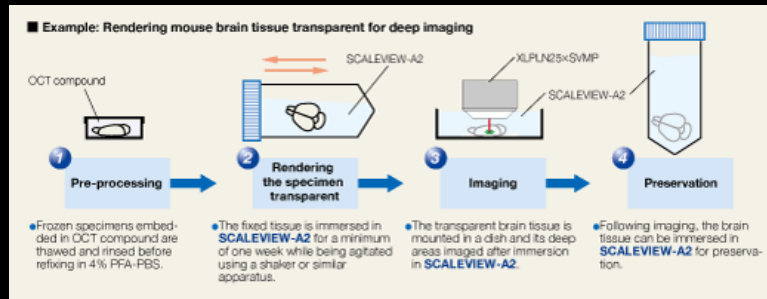 ■ Example: Rendering mouse brain tissue transparent for deep imaging
SCALEVIEW-A2
XLPLN25×SVMP
OCT compound
SCALEVIEW-A2
1
Pre-processing
2
Rendering
the specimen
transparent
3
Imaging
4
Preservation
●Frozen specimens embed-
ded in OCT compound are
thawed and rinsed before
refixing in 4% PFA-PBS.
●The fixed tissue is immersed in
SCALEVIEW-A2 for a minimum
of one week while being agitated
using a shaker or similar
apparatus.
●The transparent brain tissue is
mounted in a dish and its deep
areas imaged after immersion
in SCALEVIEW-A2.
●Following imaging, the brain
tissue can be immersed in
SCALEVIEW-A2 for preserva-
tion.